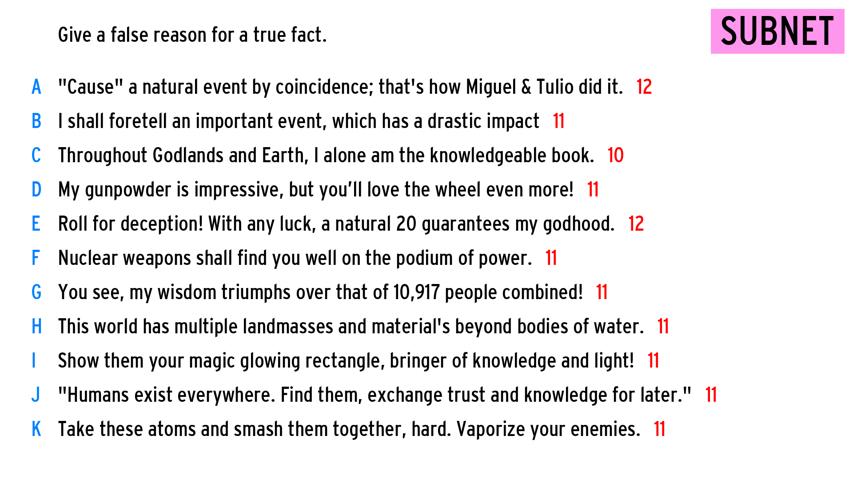 Give a false reason for a true fact.
SUBNET
A "Cause" a natural event by coincidence; that's how Miguel & Tulio did it. 12
B I shall foretell an important event, which has a drastic impact 11
C Throughout Godlands and Earth, I alone am the knowledgeable book. 10
D My gunpowder is impressive, but you'll love the wheel even more! 11
E Roll for deception! With any luck, a natural 20 guarantees my godhood. 12
F Nuclear weapons shall find you well on the podium of power. 11
G You see, my wisdom triumphs over that of 10,917 people combined! 11
H This world has multiple landmasses and material's beyond bodies of water. 11
I Show them your magic glowing rectangle, bringer of knowledge and light! 11
J "Humans exist everywhere. Find them, exchange trust and knowledge for later." 11
K Take these atoms and smash them together, hard. Vaporize your enemies. 11